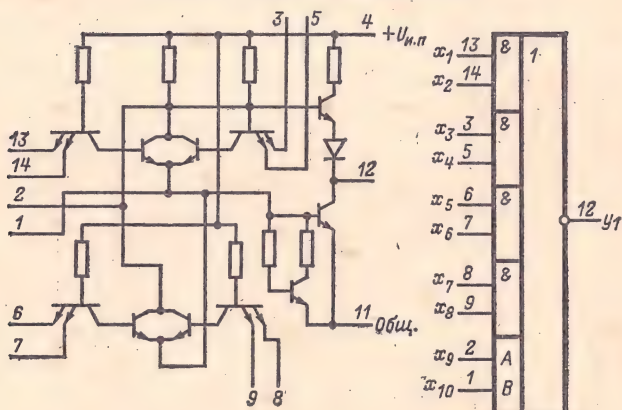 3 5 4 +Uи.п
13
14
2
1
12
6
7
11 Общ.
9 8
x1 13 & 1
x2 14
x3 3 &
x4 5
x5 6 &
x6 7
12 y1
x7 8 &
x8 9
x9 2 A
x10 1 B